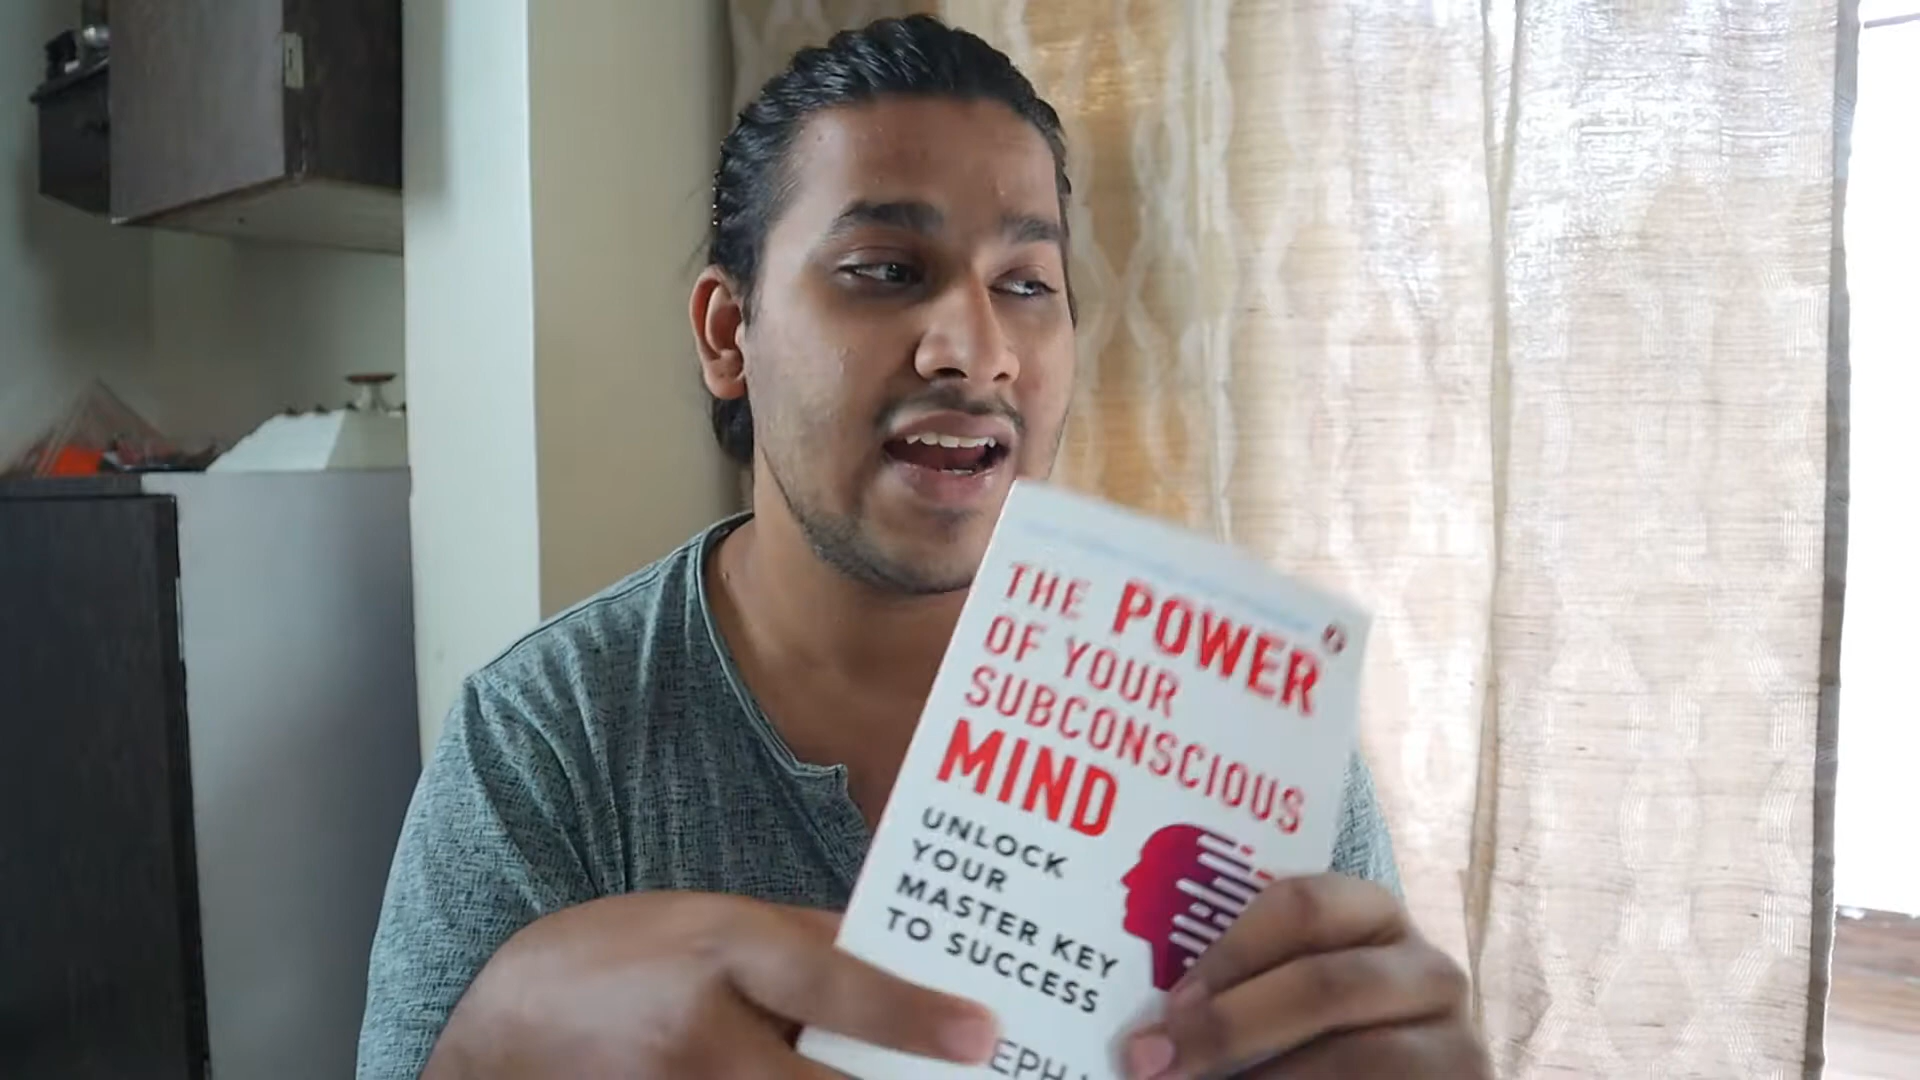 THE POWER
OF YOUR
SUBCONSCIOUS
MIND
UNLOCK
YOUR
MASTER KEY
TO SUCCESS